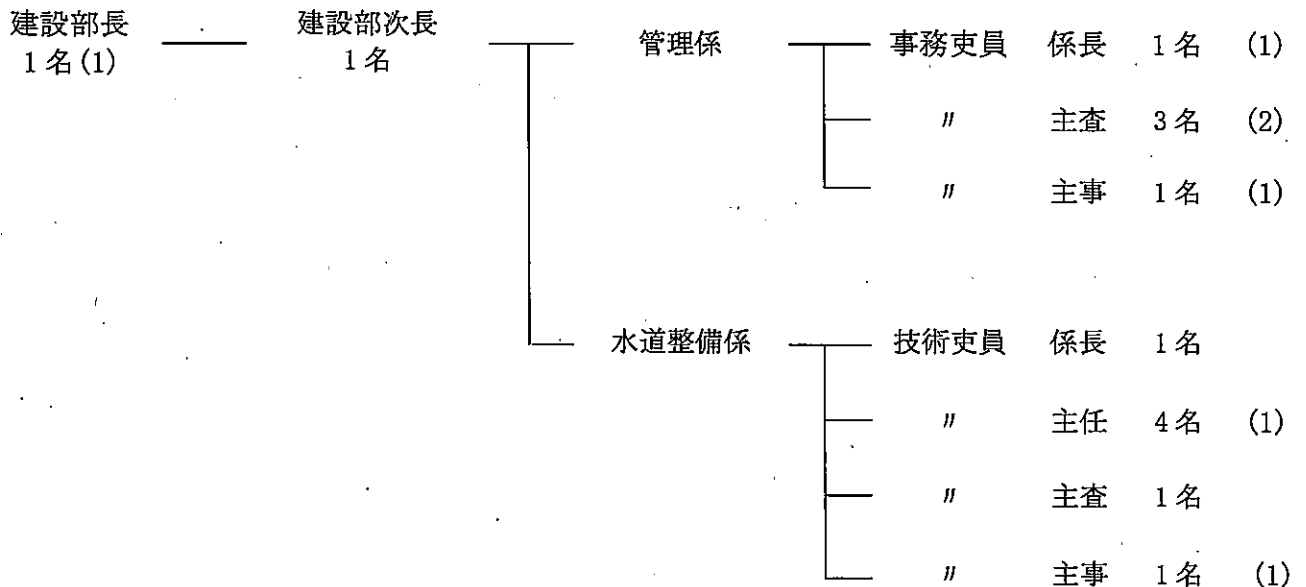 建設部長 建設部次長 管理係 事務吏員 係長 1名 (1)
1名(1) 1名
〃 主査 3名 (2)
〃 主事 1名 (1)
水道整備係 技術吏員 係長 1名
〃 主任 4名 (1)
〃 主査 1名
〃 主事 1名 (1)